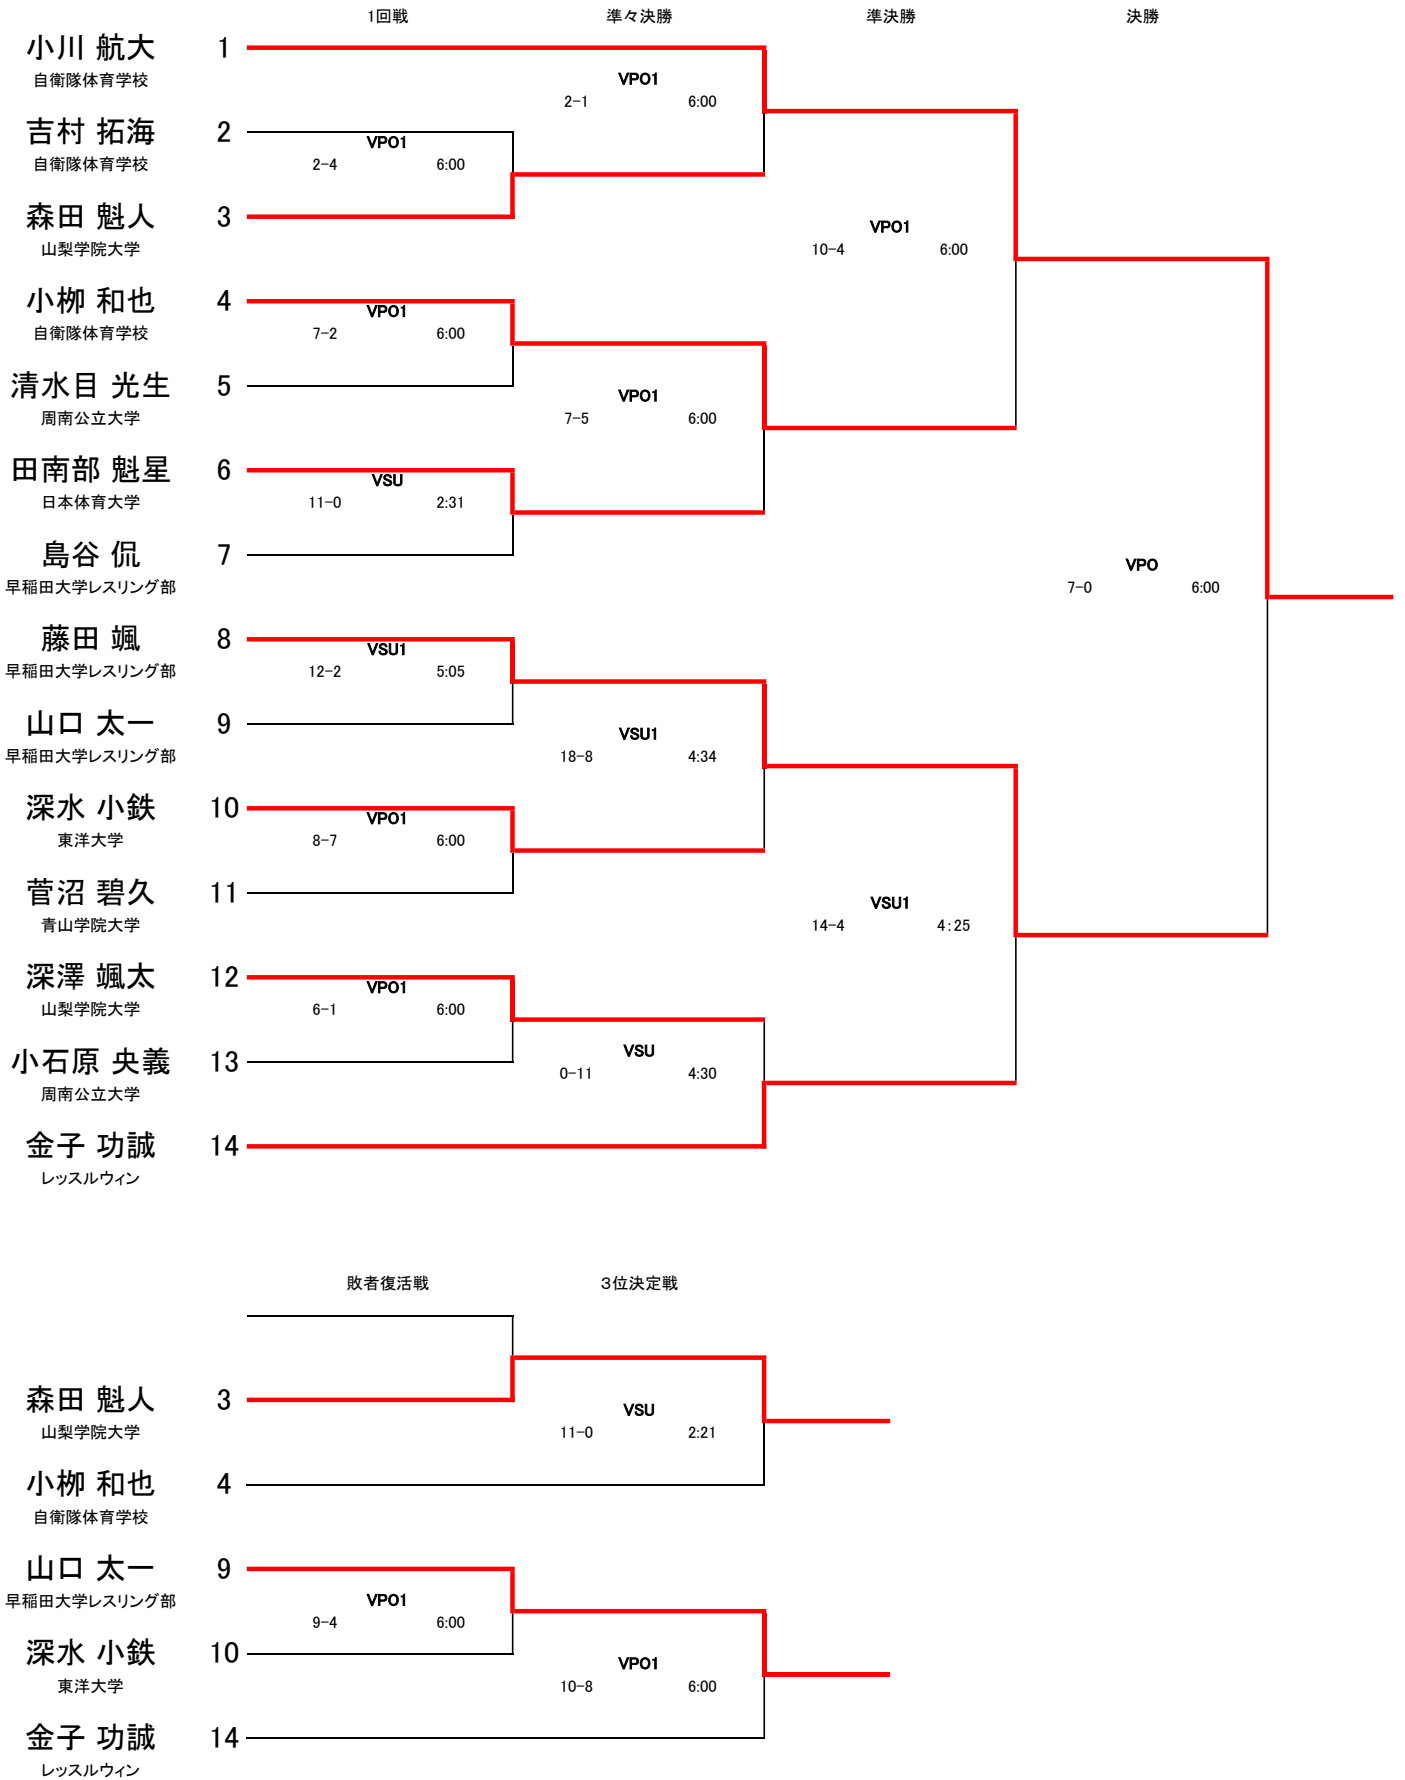 1回戦 準々決勝 準決勝 決勝
小川 航大 1
自衛隊体育学校
VPO1
2-1 6:00
吉村 拓海 2
自衛隊体育学校
VPO1
2-4 6:00
森田 魁人 3
山梨学院大学
VPO1
10-4 6:00
小栁 和也 4
自衛隊体育学校
VPO1
7-2 6:00
清水目 光生 5
周南公立大学
VPO1
7-5 6:00
田南部 魁星 6
日本体育大学
VSU
11-0 2:31
島谷 侃 7
早稲田大学レスリング部
VPO
7-0 6:00
藤田 颯 8
早稲田大学レスリング部
VSU1
12-2 5:05
山口 太一 9
早稲田大学レスリング部
VSU1
18-8 4:34
深水 小鉄 10
東洋大学
VPO1
8-7 6:00
菅沼 碧久 11
青山学院大学
VSU1
14-4 4:25
深澤 颯太 12
山梨学院大学
VPO1
6-1 6:00
小石原 央義 13
周南公立大学
VSU
0-11 4:30
金子 功誠 14
レッスルウィン
敗者復活戦 3位決定戦
森田 魁人 3
山梨学院大学
VSU
11-0 2:21
小栁 和也 4
自衛隊体育学校
山口 太一 9
早稲田大学レスリング部
VPO1
9-4 6:00
深水 小鉄 10
東洋大学
VPO1
10-8 6:00
金子 功誠 14
レッスルウィン